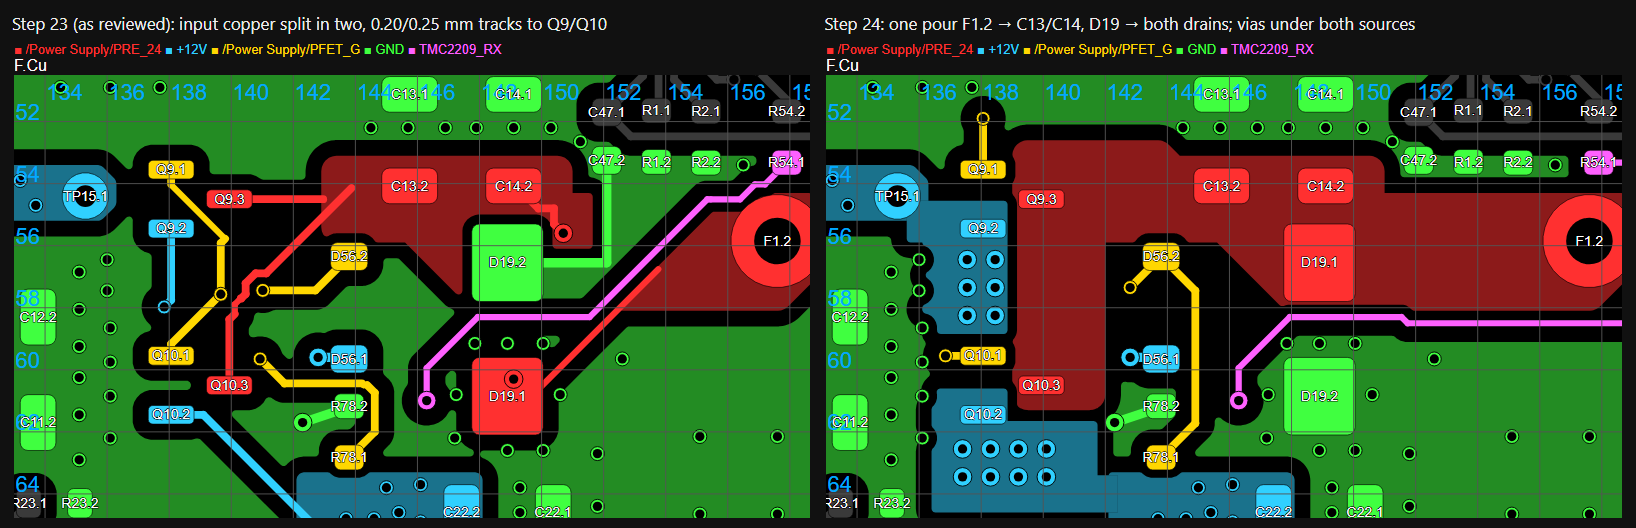 Step 23 (as reviewed): input copper split in two, 0.20/0.25 mm tracks to Q9/Q10
■ /Power Supply/PRE_24 ■ +12V ■ /Power Supply/PFET_G ■ GND ■ TMC2209_RX
F.Cu
134 136 138 140 142 144 146 148 150 152 154 156
C13.1 C14.1
52 C47.1 R1.1 R2.1 R54.2
C47.2 R1.2 R2.2 R54.1
54 Q9.1
TP15.1 Q9.3 C13.2 C14.2
Q9.2
56 D56.2 D19.2 F1.2
58
C12.2
60 Q10.1 D56.1
Q10.3 D19.1
62 C11.2 Q10.2 R78.2
R78.1
64
R23.1 R23.2 C22.2 C22.1
Step 24: one pour F1.2 → C13/C14, D19 → both drains; vias under both sources
■ /Power Supply/PRE_24 ■ +12V ■ /Power Supply/PFET_G ■ GND ■ TMC2209_RX
F.Cu
134 136 138 140 142 144 146 148 150 152 154 156
C13.1 C14.1
52 C47.1 R1.1 R2.1 R54.2
C47.2 R1.2 R2.2 R54.1
54 Q9.1
TP15.1 Q9.3 C13.2 C14.2
Q9.2
56 D56.2 D19.1 F1.2
58
C12.2
60 Q10.1 D56.1
Q10.3 D19.2
62 C11.2 Q10.2 R78.2
R78.1
64
R23.1 R23.2 C22.2 C22.1